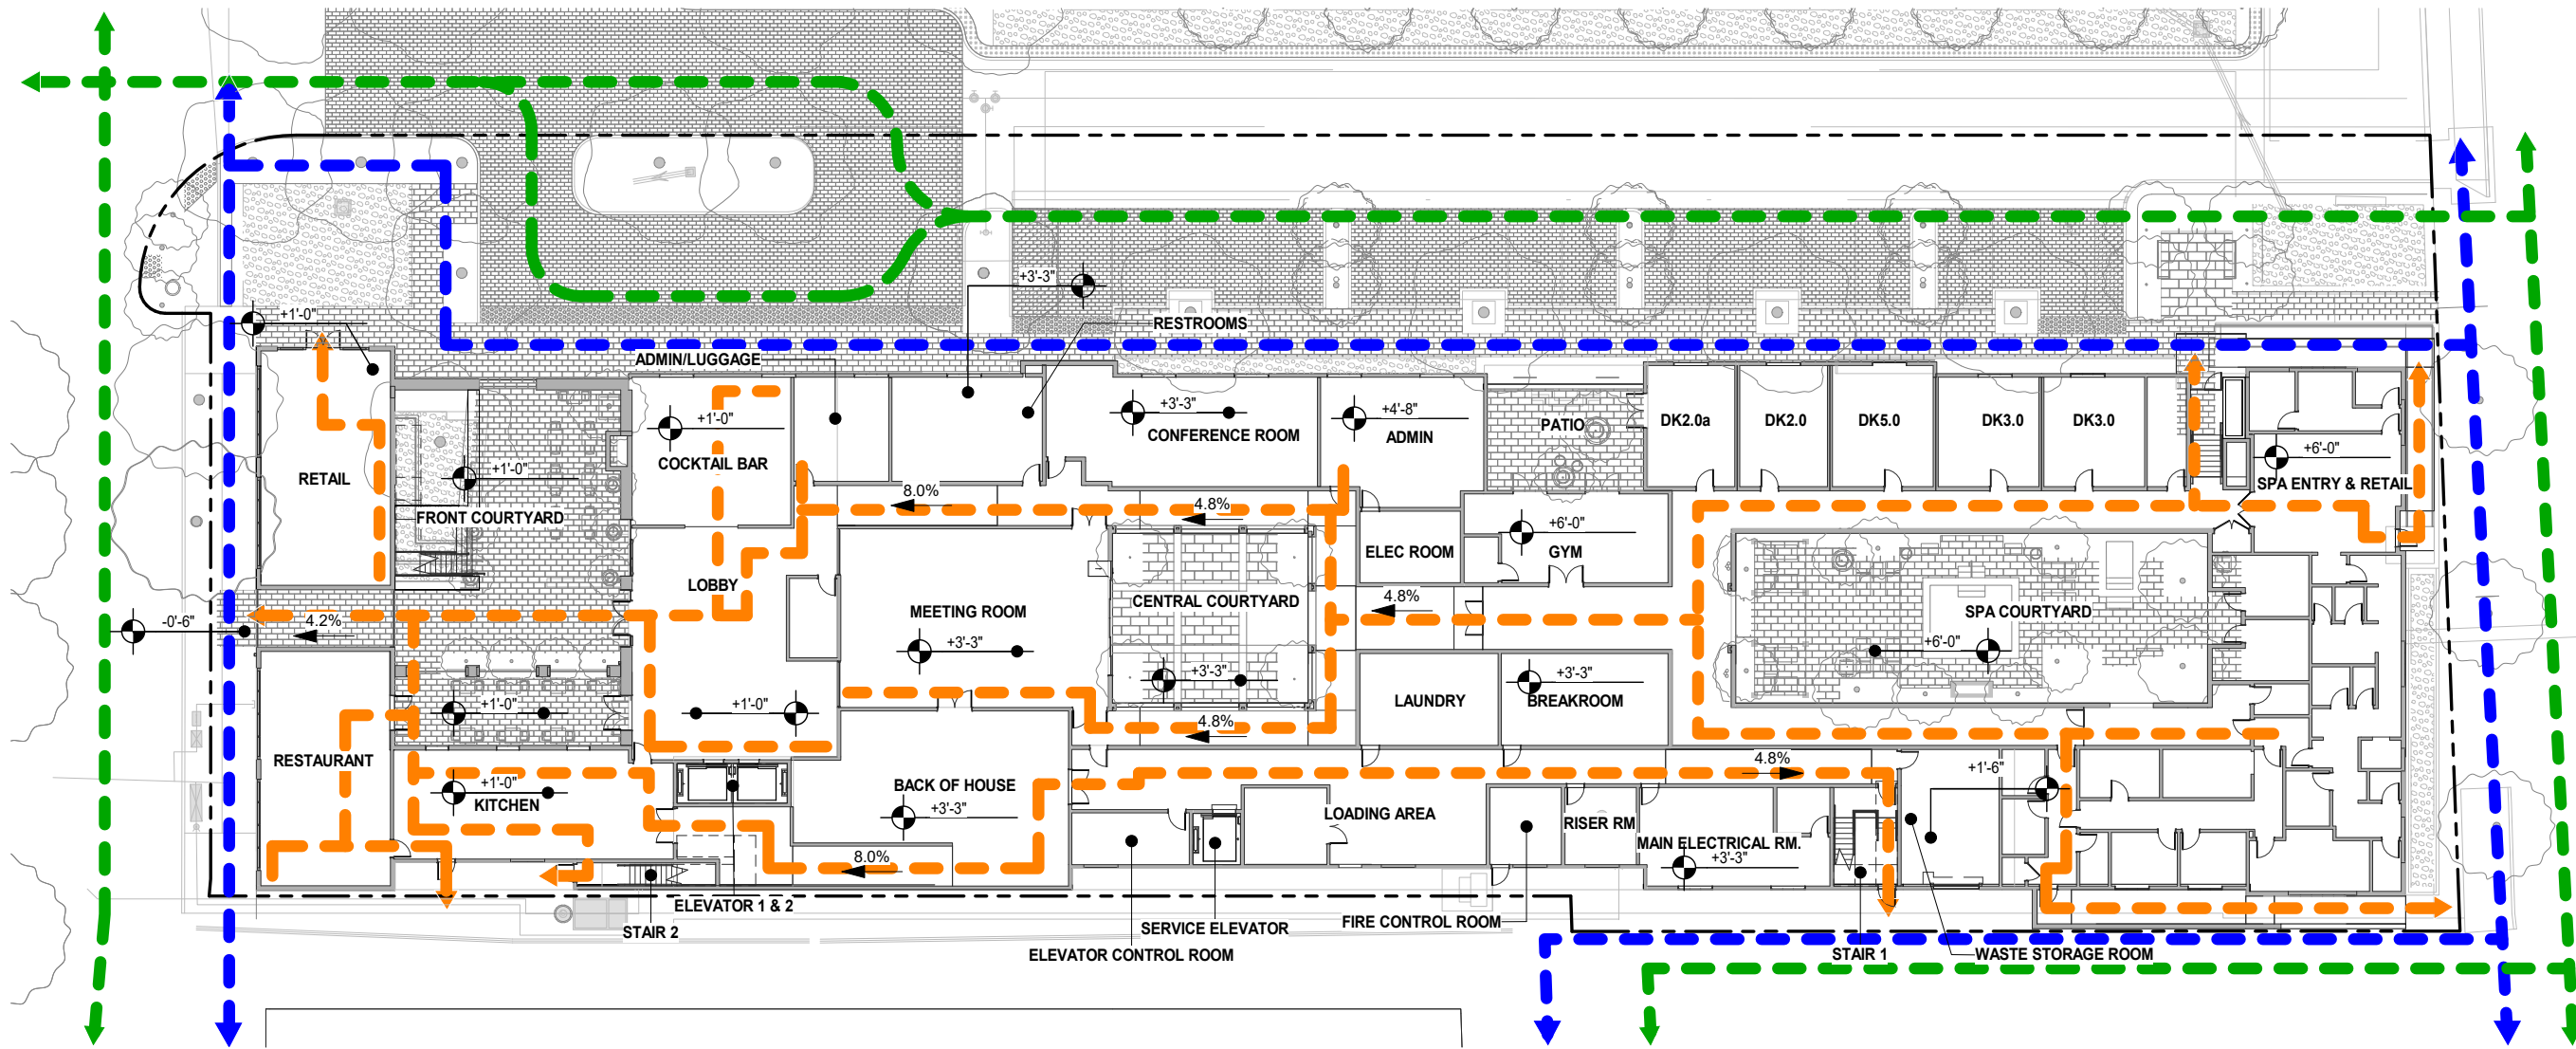 +3'-3"
+1'-0"
RESTROOMS
ADMIN/LUGGAGE
+1'-0"
+3'-3"
+4'-8"
CONFERENCE ROOM
ADMIN
PATIO
DK2.0a
DK2.0
DK5.0
DK3.0
DK3.0
COCKTAIL BAR
+6'-0"
SPA ENTRY & RETAIL
RETAIL
+1'-0"
FRONT COURTYARD
8.0%
4.8%
+6'-0"
GYM
ELEC ROOM
LOBBY
CENTRAL COURTYARD
4.8%
MEETING ROOM
SPA COURTYARD
-0'-6"
4.2%
+3'-3"
+6'-0"
+3'-3"
+3'-3"
LAUNDRY
BREAKROOM
+1'-0"
+1'-0"
4.8%
RESTAURANT
4.8%
+1'-6"
+1'-0"
KITCHEN
BACK OF HOUSE
+3'-3"
LOADING AREA
RISER RM
MAIN ELECTRICAL RM.
+3'-3"
8.0%
ELEVATOR 1 & 2
STAIR 2
SERVICE ELEVATOR
FIRE CONTROL ROOM
ELEVATOR CONTROL ROOM
STAIR 1
WASTE STORAGE ROOM